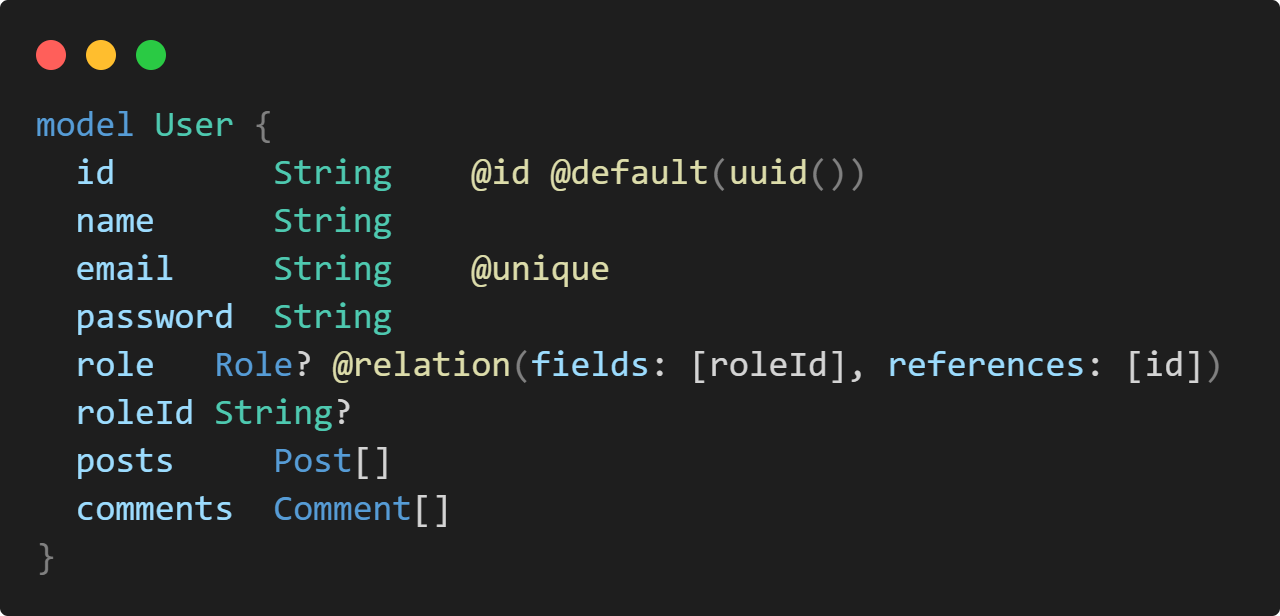 model User {
  id        String    @id @default(uuid())
  name      String
  email     String    @unique
  password  String
  role   Role? @relation(fields: [roleId], references: [id])
  roleId String?
  posts     Post[]
  comments  Comment[]
}